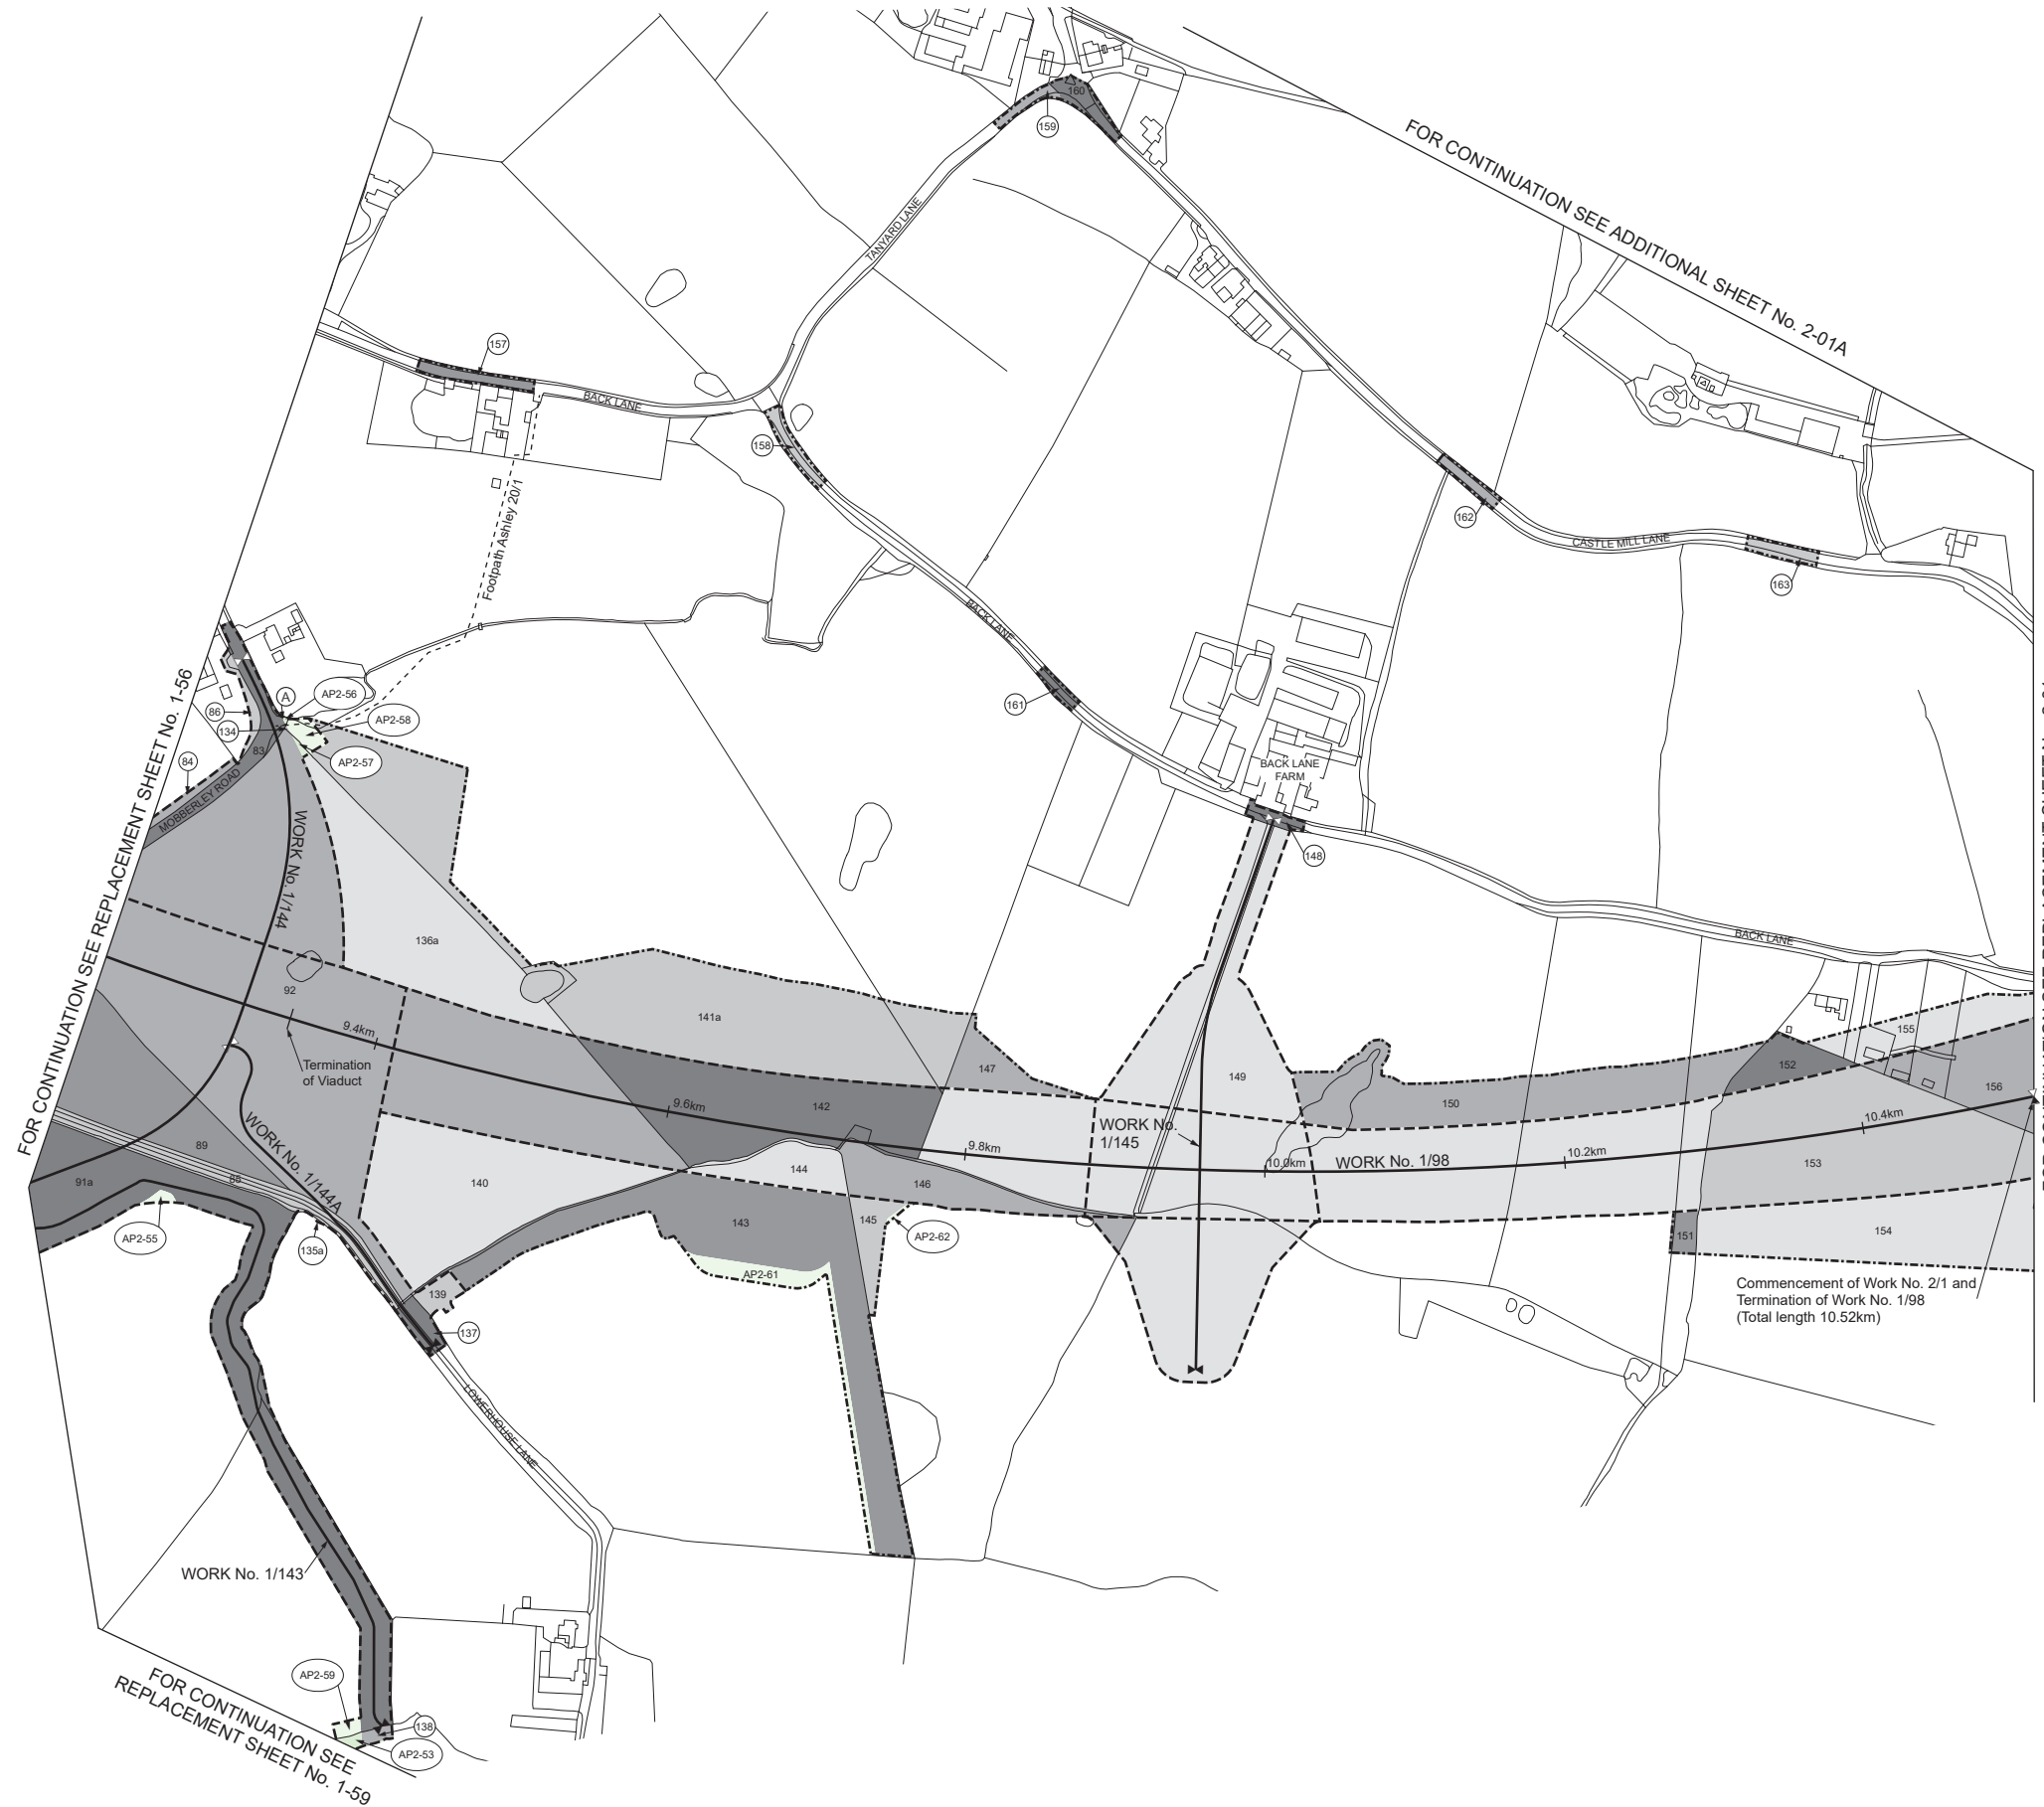 160
159
FOR CONTINUATION SEE ADDITIONAL SHEET No. 2-01A
TANYARD LANE
157
BACK LANE
158
Footpath Ashley 20/1
162
CASTLE MILL LANE
163
BACK LANE
161
FOR CONTINUATION SEE REPLACEMENT SHEET No. 1-56
A
AP2-56
86
AP2-58
134
83
AP2-57
84
MOBBERLEY ROAD
BACK LANE
FARM
148
WORK No. 1/144
136a
BACK LANE
92
141a
9.4km
Termination
of Viaduct
147
149
155
152
156
150
142
9.6km
10.4km
WORK No.
1/145
9.8km
10.0km
WORK No. 1/98
10.2km
153
89
WORK No. 1/144A
88
91a
140
144
146
AP2-55
135a
143
145
AP2-62
151
154
AP2-61
139
137
Commencement of Work No. 2/1 and
Termination of Work No. 1/98
(Total length 10.52km)
LOWERHOUSE LANE
WORK No. 1/143
AP2-59
138
AP2-53
FOR CONTINUATION SEE
REPLACEMENT SHEET No. 1-59